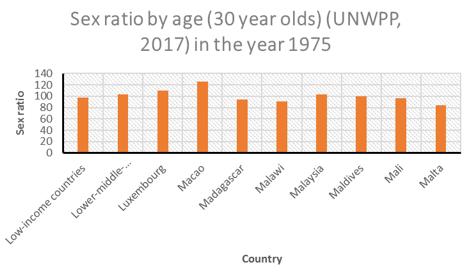 Sex ratio by age (30 year olds) (UNWPP,
2017) in the year 1975
140
120
100
80
60
40
20
0
Sex ratio
Low-income countries
Lower-middle-...
Luxembourg
Macao
Madagascar
Malawi
Malaysia
Maldives
Mali
Malta
Country